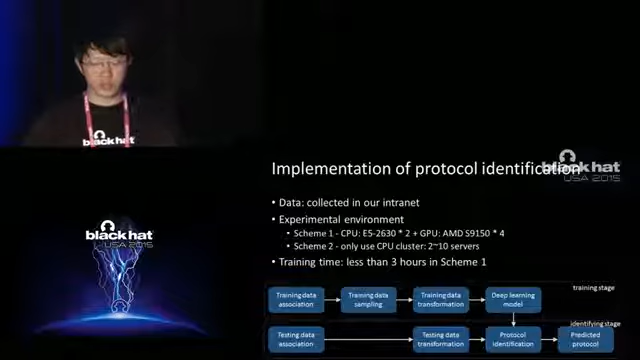 black hat
Implementation of protocol identification
black hat
USA 2015
• Data: collected in our intranet
• Experimental environment
• Scheme 1 - CPU: E5-2630 * 2 + GPU: AMD S9150 * 4
• Scheme 2 - only use CPU cluster: 2~10 servers
• Training time: less than 3 hours in Scheme 1
black hat
USA 2015
training stage
Training data association
Training data sampling
Training data transformation
Deep learning model
identifying stage
Testing data association
Testing data transformation
Protocol identification
Predicted protocol